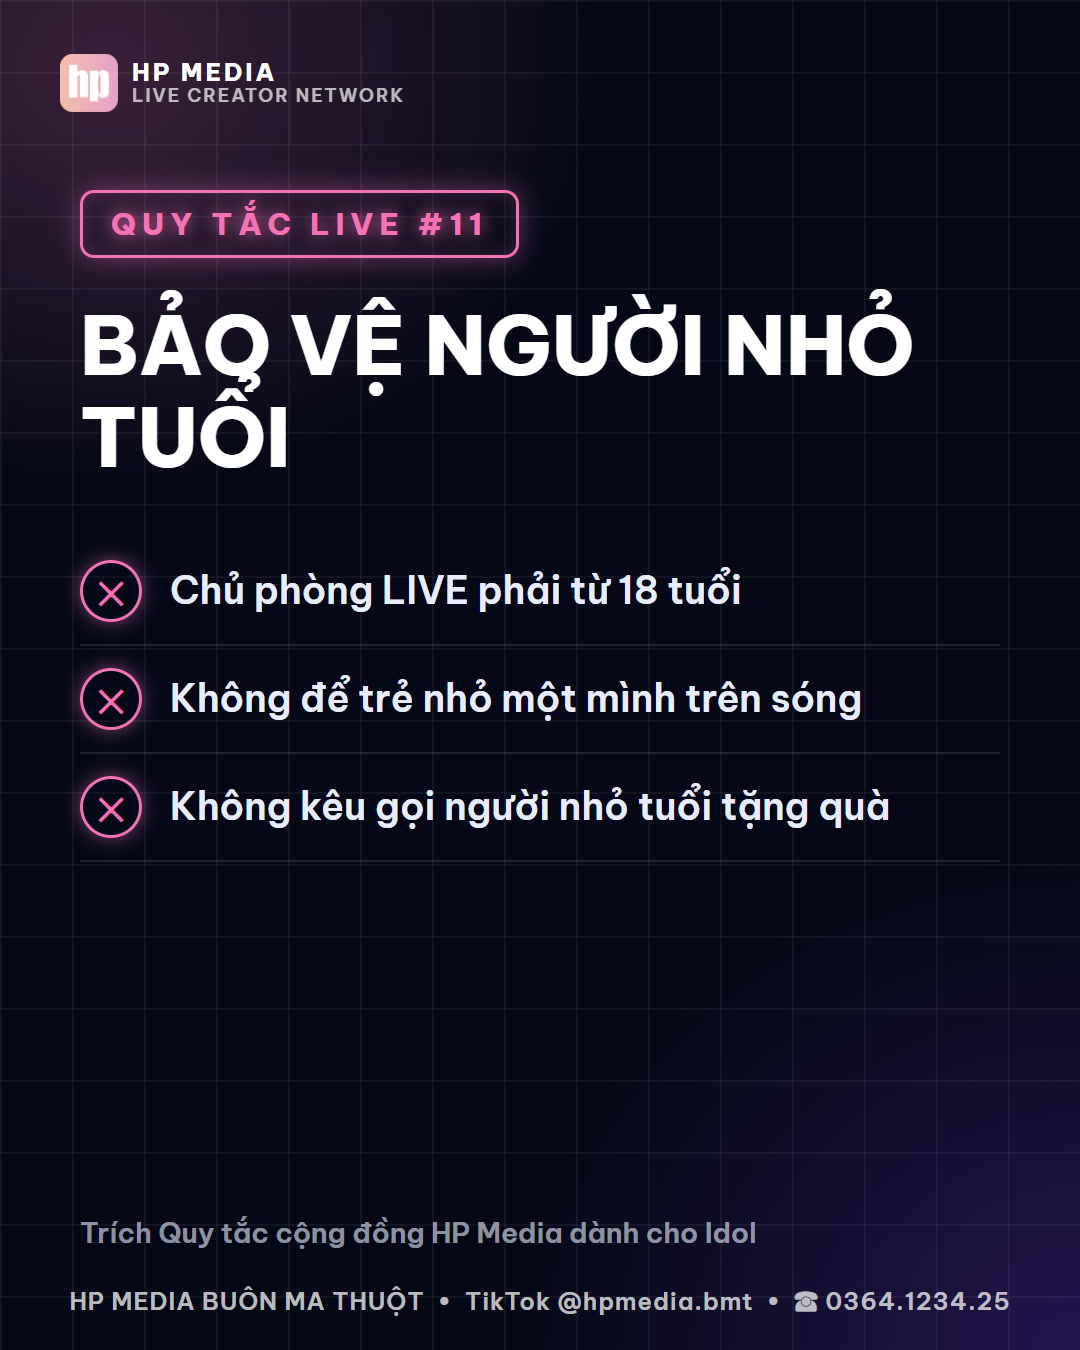 hp
HP MEDIA
LIVE CREATOR NETWORK
QUY TẮC LIVE #11
BẢO VỆ NGƯỜI NHỎ
TUỔI
Chủ phòng LIVE phải từ 18 tuổi
Không để trẻ nhỏ một mình trên sóng
Không kêu gọi người nhỏ tuổi tặng quà
Trích Quy tắc cộng đồng HP Media dành cho Idol
HP MEDIA BUÔN MA THUỘT • TikTok @hpmedia.bmt • ☎ 0364.1234.25